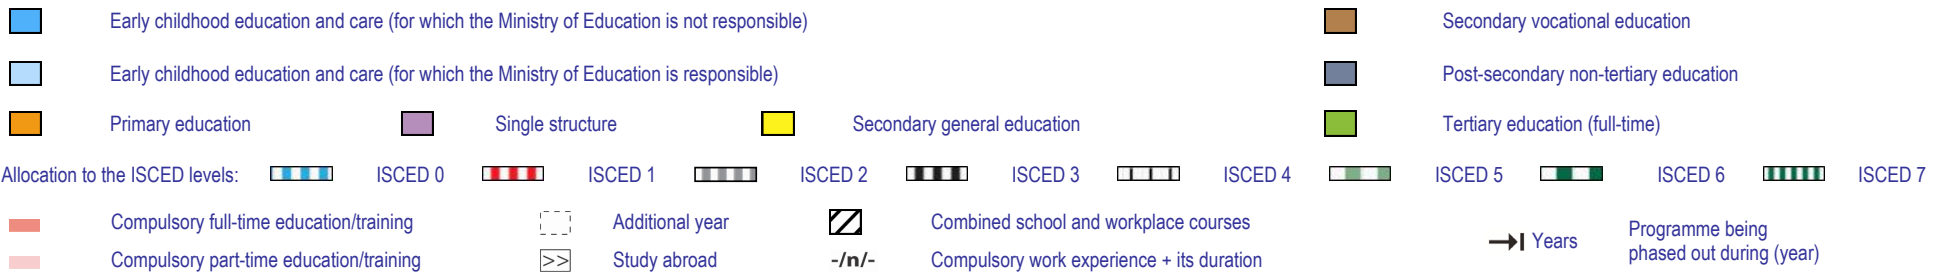 Early childhood education and care (for which the Ministry of Education is not responsible)
Secondary vocational education
Early childhood education and care (for which the Ministry of Education is responsible)
Post-secondary non-tertiary education
Primary education
Single structure
Secondary general education
Tertiary education (full-time)
Allocation to the ISCED levels:
ISCED 0
ISCED 1
ISCED 2
ISCED 3
ISCED 4
ISCED 5
ISCED 6
ISCED 7
Compulsory full-time education/training
Additional year
Combined school and workplace courses
Years
Programme being
phased out during (year)
Compulsory part-time education/training
>>
Study abroad
-/n/-
Compulsory work experience + its duration